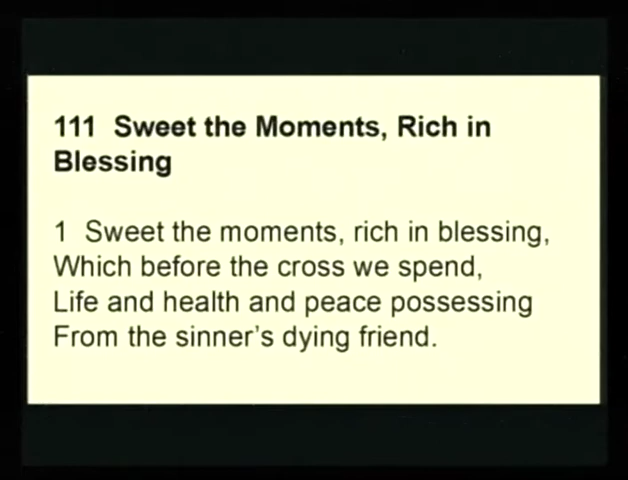 111 Sweet the Moments, Rich in
Blessing
1 Sweet the moments, rich in blessing,
Which before the cross we spend,
Life and health and peace possessing
From the sinner's dying friend.